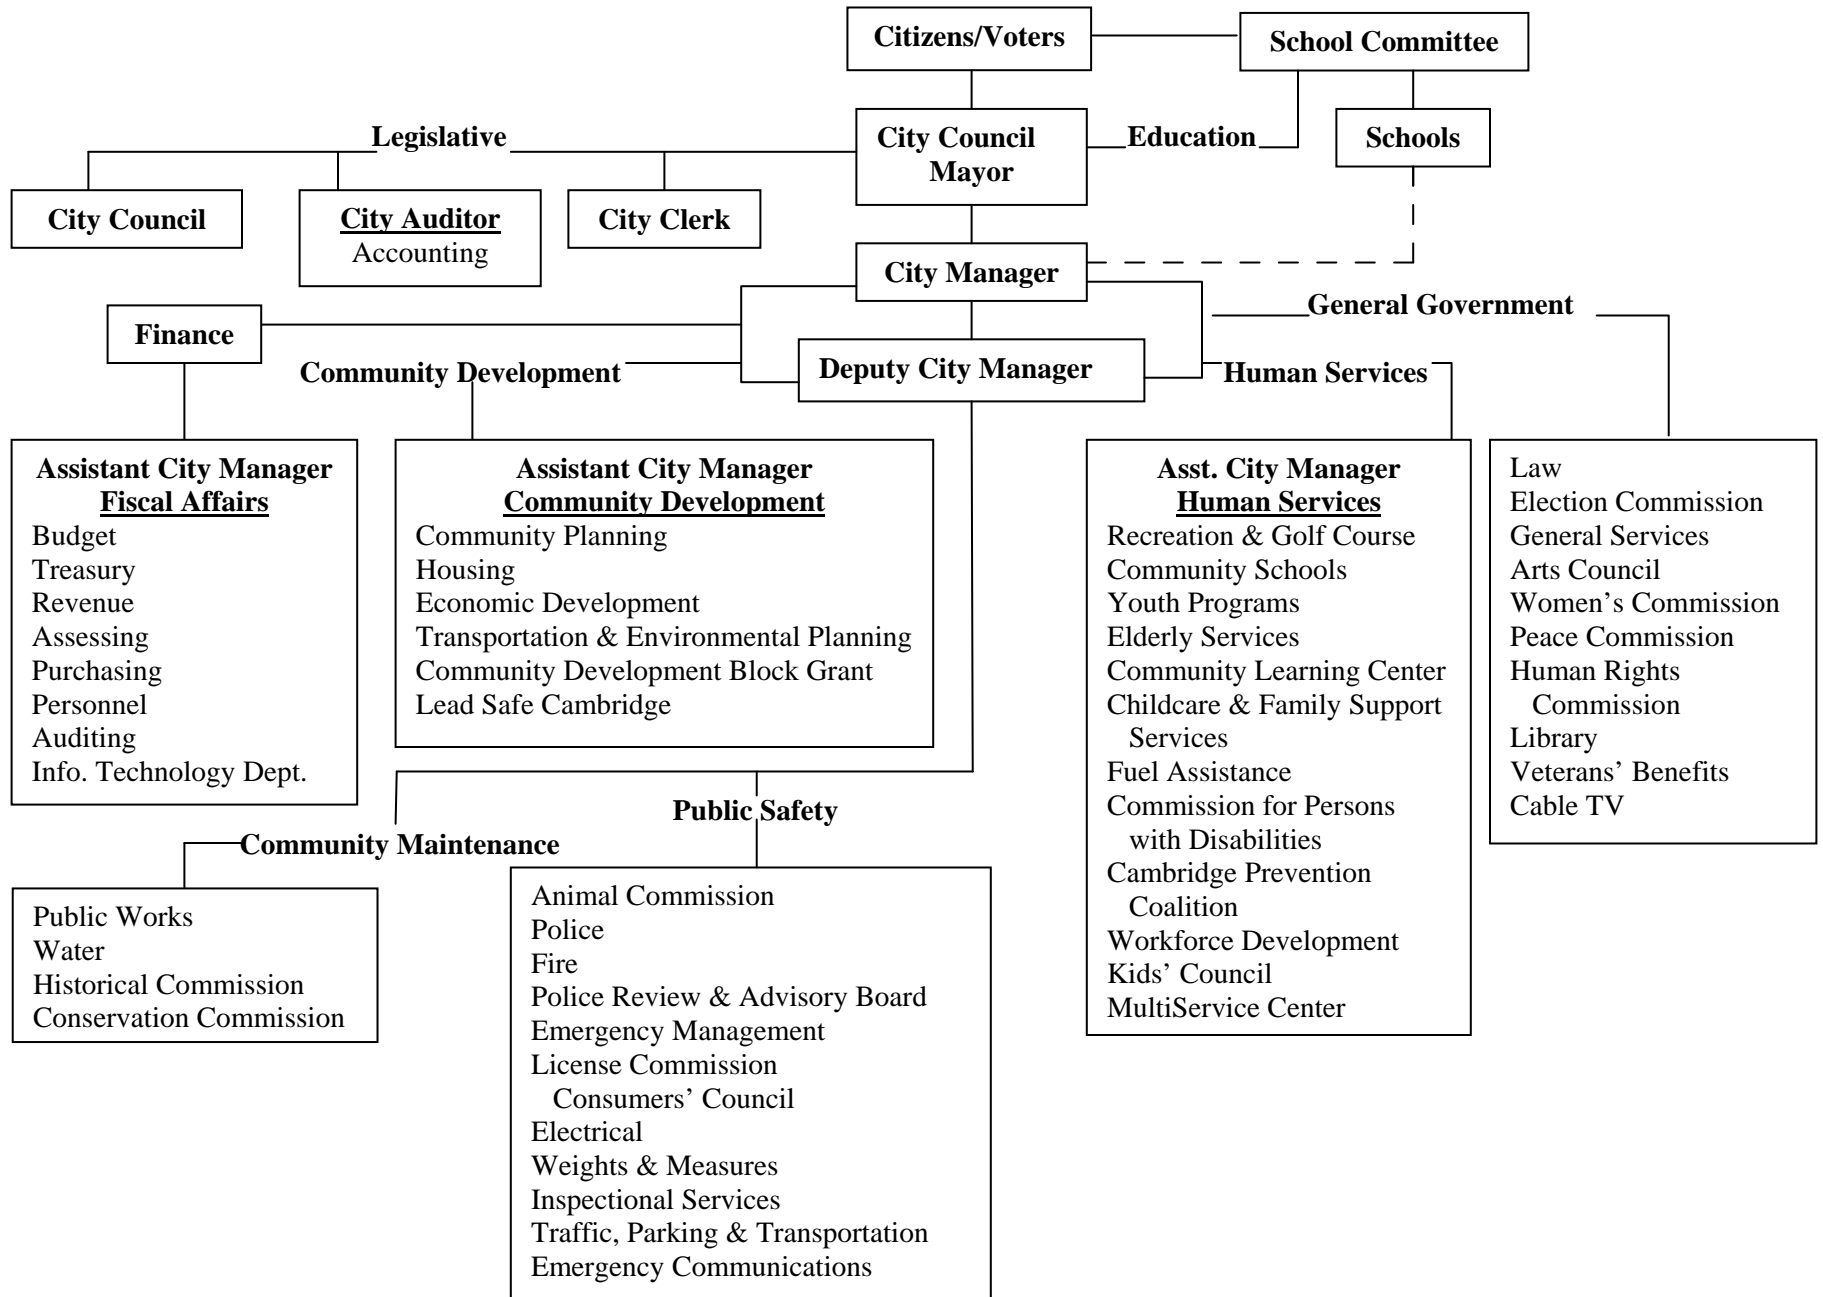 Citizens/Voters
School Committee
Legislative
City Council
Mayor
Education
Schools
City Council
City Auditor
Accounting
City Clerk
City Manager
General Government
Finance
Community Development
Deputy City Manager
Human Services
Assistant City Manager
Fiscal Affairs
Budget
Treasury
Revenue
Assessing
Purchasing
Personnel
Auditing
Info. Technology Dept.
Assistant City Manager
Community Development
Community Planning
Housing
Economic Development
Transportation & Environmental Planning
Community Development Block Grant
Lead Safe Cambridge
Asst. City Manager
Human Services
Recreation & Golf Course
Community Schools
Youth Programs
Elderly Services
Community Learning Center
Childcare & Family Support
Services
Fuel Assistance
Commission for Persons
with Disabilities
Cambridge Prevention
Coalition
Workforce Development
Kids’ Council
MultiService Center
Law
Election Commission
General Services
Arts Council
Women’s Commission
Peace Commission
Human Rights
Commission
Library
Veterans’ Benefits
Cable TV
Public Safety
Community Maintenance
Public Works
Water
Historical Commission
Conservation Commission
Animal Commission
Police
Fire
Police Review & Advisory Board
Emergency Management
License Commission
Consumers’ Council
Electrical
Weights & Measures
Inspectional Services
Traffic, Parking & Transportation
Emergency Communications